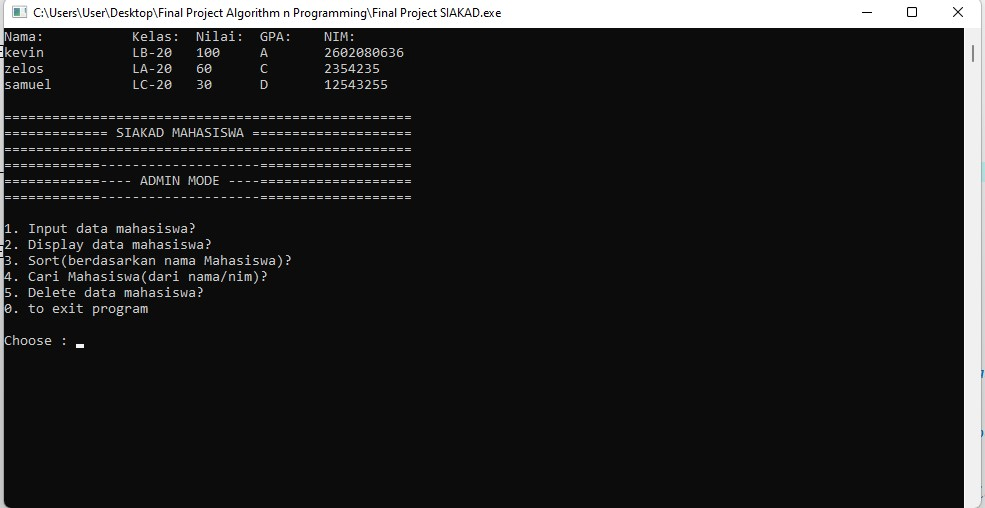 C:\Users\User\Desktop\Final Project Algorithm n Programming\Final Project SIAKAD.exe
Nama:           Kelas:  Nilai:  GPA:    NIM:
kevin           LB-20   100     A       2602080636
zelos           LA-20   60      C       2354235
samuel          LC-20   30      D       12543255
===================================================
============= SIAKAD MAHASISWA ====================
===================================================
============--------------------===================
============---- ADMIN MODE ----===================
============--------------------===================
1. Input data mahasiswa?
2. Display data mahasiswa?
3. Sort(berdasarkan nama Mahasiswa)?
4. Cari Mahasiswa(dari nama/nim)?
5. Delete data mahasiswa?
0. to exit program
Choose :